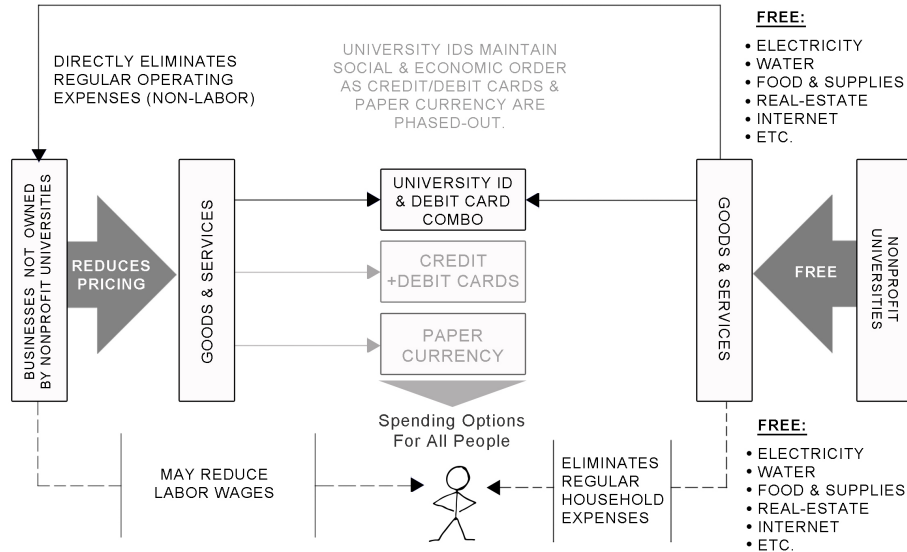 DIRECTLY ELIMINATES
REGULAR OPERATING
EXPENSES (NON-LABOR)
UNIVERSITY IDS MAINTAIN
SOCIAL & ECONOMIC ORDER
AS CREDIT/DEBIT CARDS &
PAPER CURRENCY ARE
PHASED-OUT.
FREE:
• ELECTRICITY
• WATER
• FOOD & SUPPLIES
• REAL-ESTATE
• INTERNET
• ETC.
BUSINESSES NOT OWNED
BY NONPROFIT UNIVERSITIES
REDUCES
PRICING
GOODS & SERVICES
UNIVERSITY ID
& DEBIT CARD
COMBO
CREDIT
+DEBIT CARDS
PAPER
CURRENCY
Spending Options
For All People
GOODS & SERVICES
FREE
NONPROFIT
UNIVERSITIES
MAY REDUCE
LABOR WAGES
ELIMINATES
REGULAR
HOUSEHOLD
EXPENSES
FREE:
• ELECTRICITY
• WATER
• FOOD & SUPPLIES
• REAL-ESTATE
• INTERNET
• ETC.